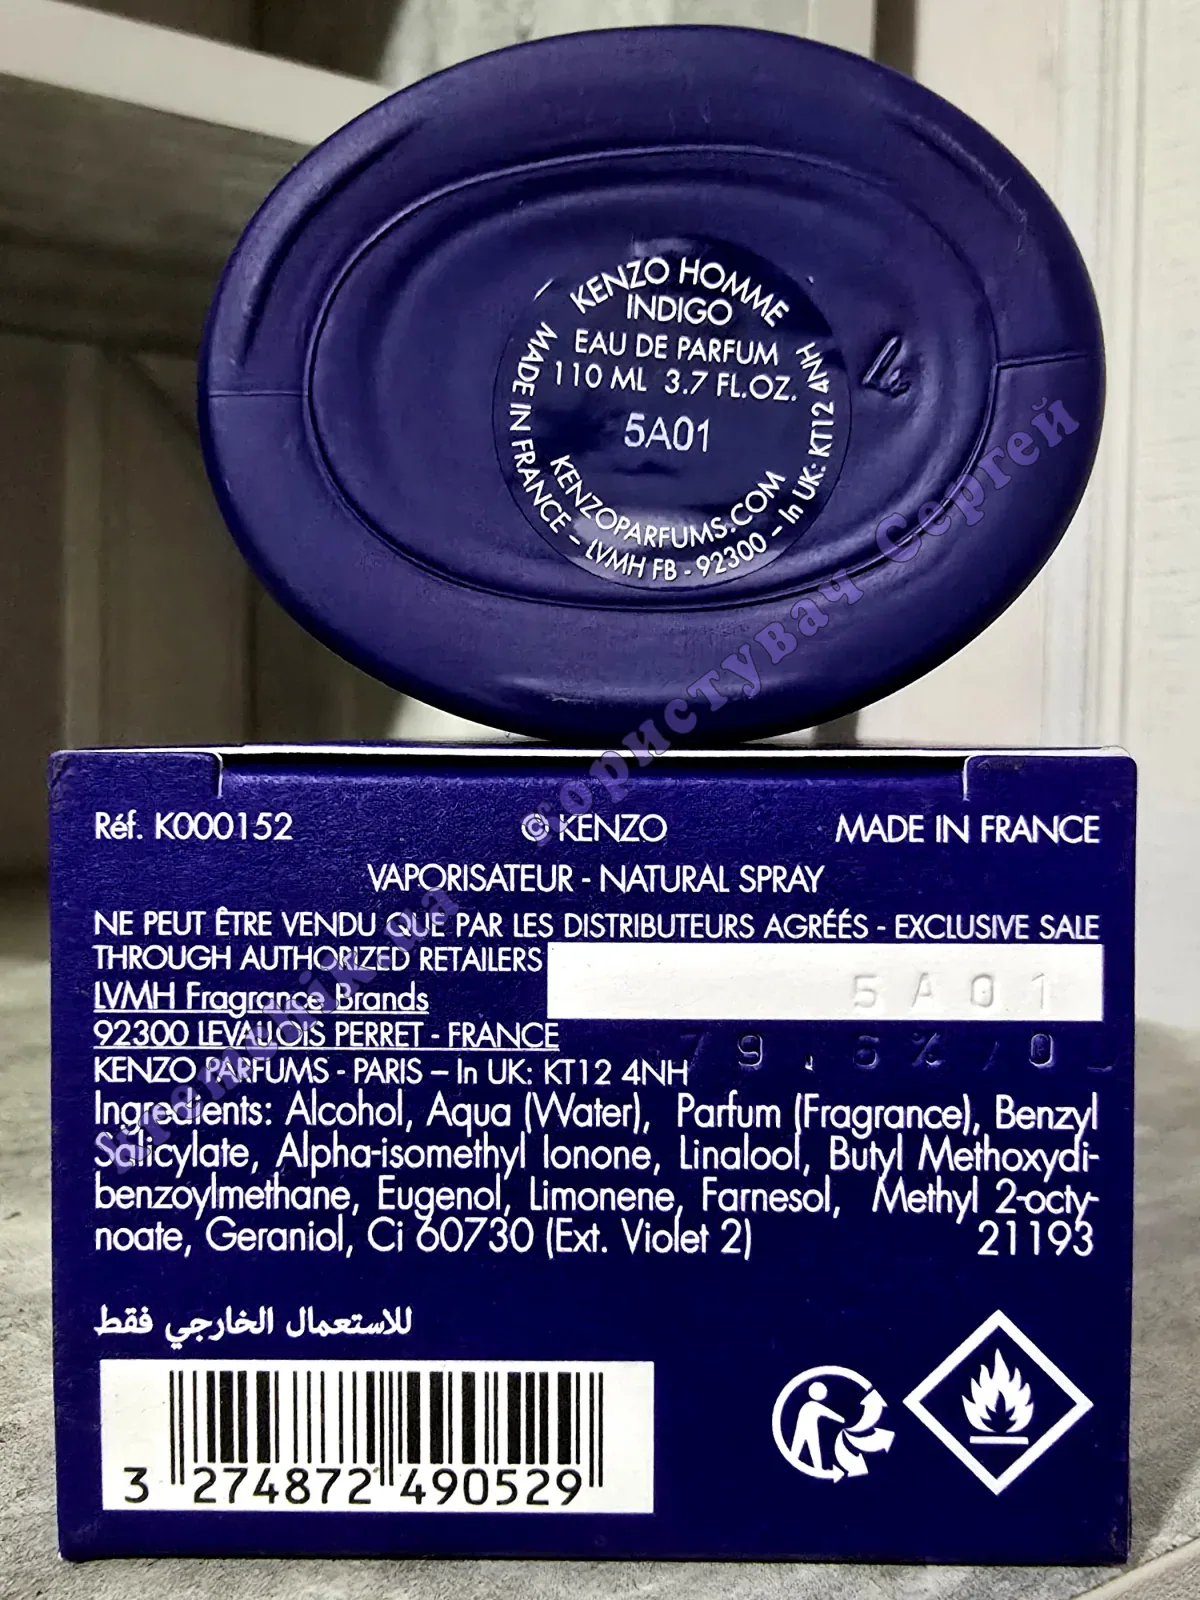 KENZO HOMME
INDIGO
EAU DE PARFUM
110 ML 3.7 FL.OZ.
5A01
KENZOPARFUMS.COM
MADE IN FRANCE – LVMH FB - 92300 – In UK: KT12 4NH
Réf. K000152 © KENZO MADE IN FRANCE
VAPORISATEUR - NATURAL SPRAY
NE PEUT ÊTRE VENDU QUE PAR LES DISTRIBUTEURS AGRÉÉS - EXCLUSIVE SALE
THROUGH AUTHORIZED RETAILERS
5A01
LVMH Fragrance Brands
92300 LEVALLOIS PERRET - FRANCE
79.6%
KENZO PARFUMS - PARIS – In UK: KT12 4NH
Ingredients: Alcohol, Aqua (Water), Parfum (Fragrance), Benzyl
Salicylate, Alpha-isomethyl Ionone, Linalool, Butyl Methoxydi-
benzoylmethane, Eugenol, Limonene, Farnesol, Methyl 2-octy-
noate, Geraniol, Ci 60730 (Ext. Violet 2) 21193
للاستعمال الخارجي فقط
3 274872 490529
користувач Сергей